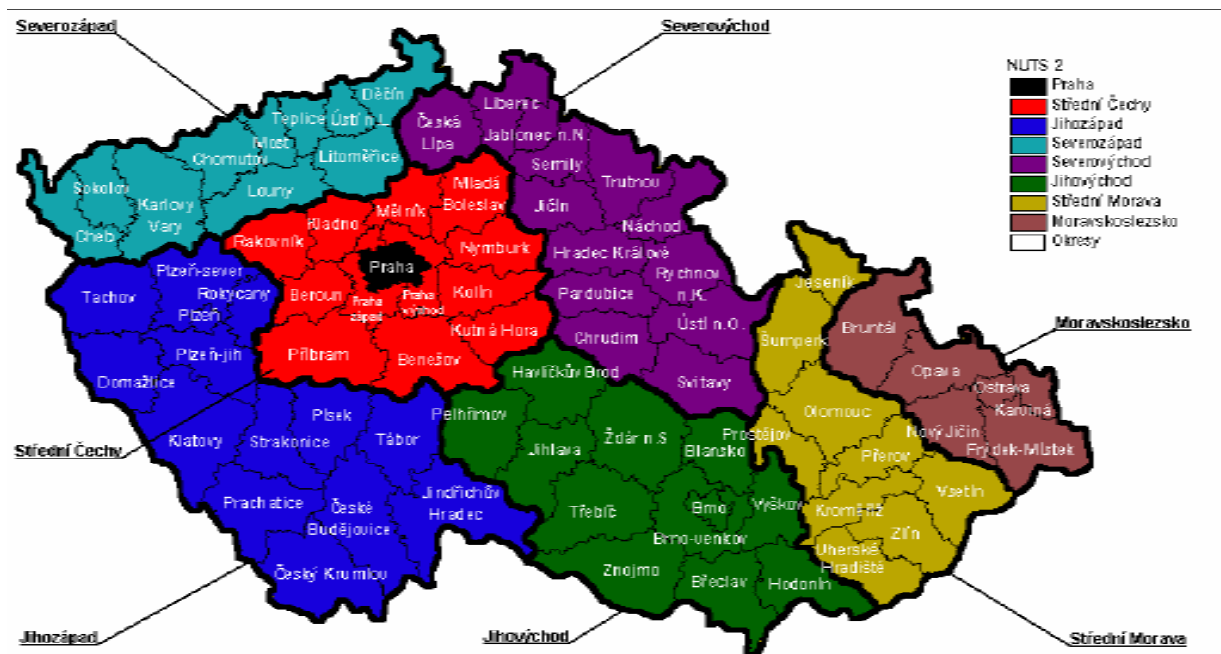 Severozápad
Severovýchod
NUTS 2
Praha
Střední Čechy
Jihozápad
Severozápad
Severovýchod
Jihovýchod
Střední Morava
Moravskoslezsko
Okresy
Děčín
Teplice
Ústí n.L.
Most
Chomutov
Litoměřice
Sokolov
Karlovy
Vary
Louny
Cheb
Česká
Lípa
Liberec
Jablonec n.N.
Semily
Trutnov
Jičín
Náchod
Hradec Králové
Rychnov
n.K.
Pardubice
Ústí n.O.
Chrudim
Svitavy
Mladá
Boleslav
Mělník
Kladno
Rakovník
Nymburk
Praha
Beroun
Praha
západ
Praha
východ
Kolín
Kutná Hora
Příbram
Benešov
Plzeň-sever
Tachov
Rokycany
Plzeň
Plzeň-jih
Domažlice
Klatovy
Písek
Strakonice
Tábor
Prachatice
České
Budějovice
Jindřichův
Hradec
Český Krumlov
Havlíčkův Brod
Pelhřimov
Jihlava
Žďár n.S
Blansko
Třebíč
Brno
Vyškov
Brno-venkov
Znojmo
Břeclav
Hodonín
Jeseník
Šumperk
Olomouc
Prostějov
Přerov
Kroměříž
Vsetín
Zlín
Uherské
Hradiště
Bruntál
Opava
Ostrava
Karviná
Nový Jičín
Frýdek-Místek
Moravskoslezsko
Střední Čechy
Jihozápad
Jihovýchod
Střední Morava